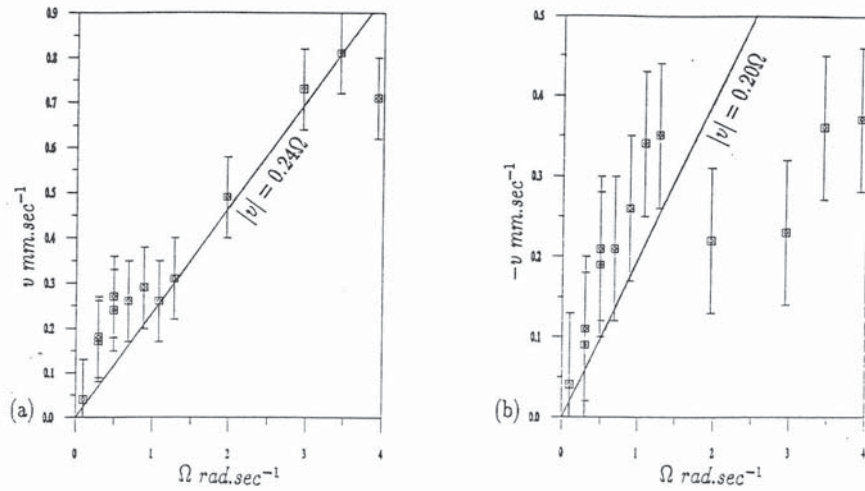 0.9
0.8
0.7
0.6
0.5
0.4
0.3
0.2
0.1
0.0
v mm.sec⁻¹
|v| = 0.24Ω
(a)
0 1 2 3 4
Ω rad.sec⁻¹
0.5
0.4
0.3
0.2
0.1
0.0
-v mm.sec⁻¹
|v| = 0.20Ω
(b)
0 1 2 3 4
Ω rad.sec⁻¹